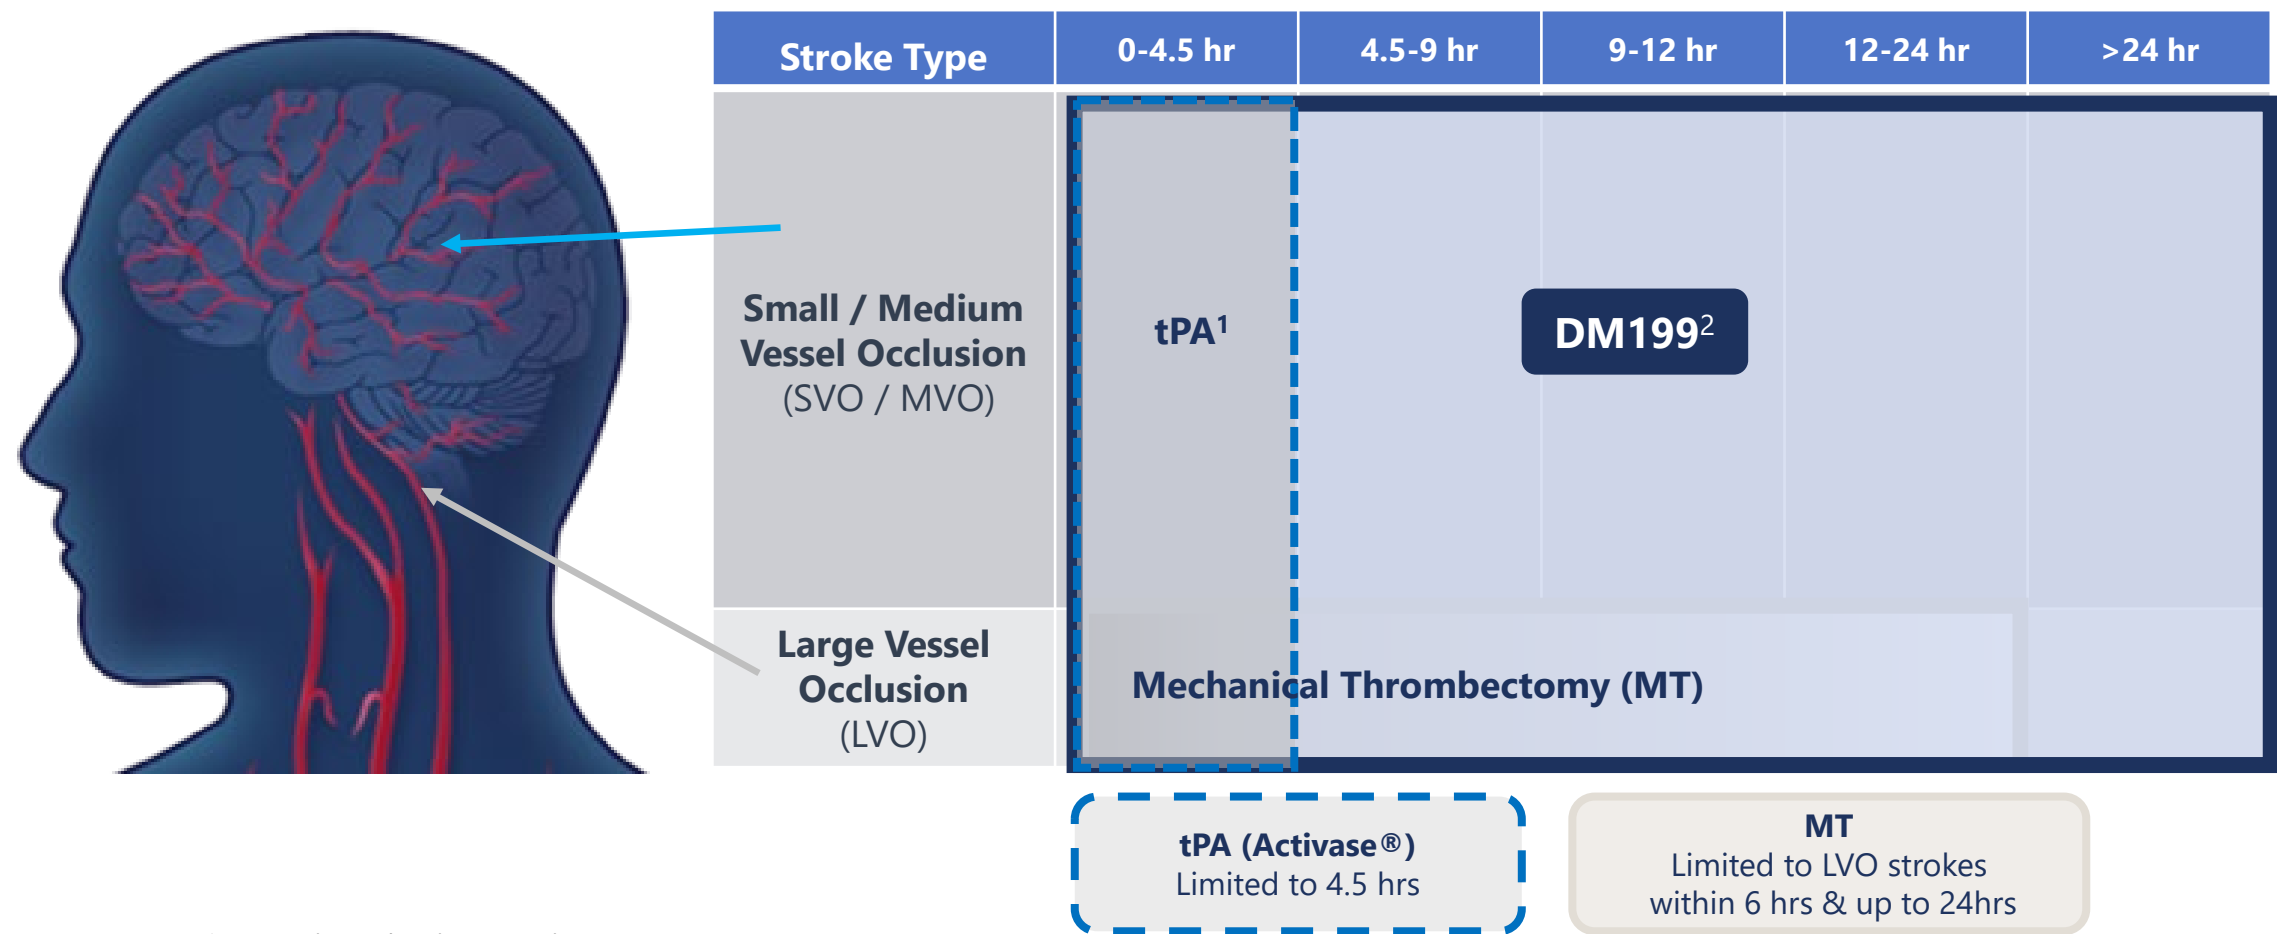 Stroke Type
0-4.5 hr
4.5-9 hr
9-12 hr
12-24 hr
>24 hr
Small / Medium
Vessel Occlusion
(SVO / MVO)
tPA¹
DM199²
Large Vessel
Occlusion
(LVO)
Mechanical Thrombectomy (MT)
tPA (Activase®)
Limited to 4.5 hrs
MT
Limited to LVO strokes
within 6 hrs & up to 24hrs